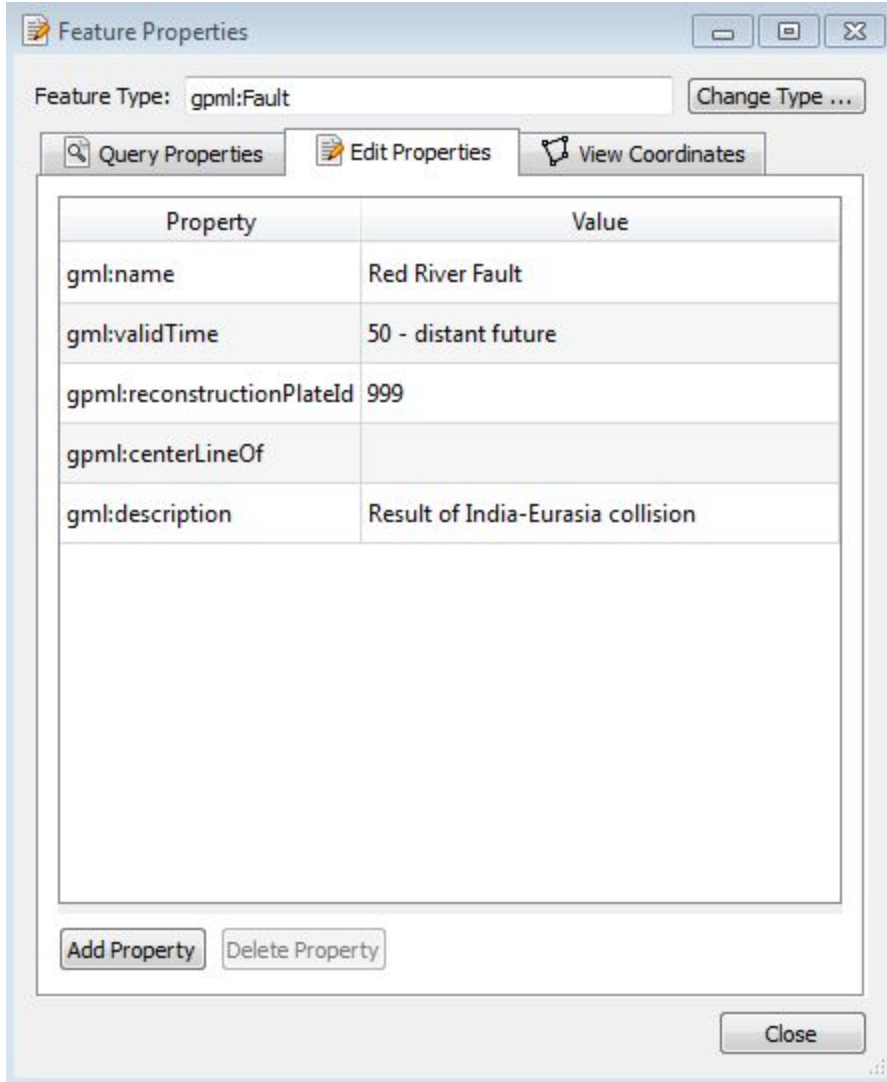 Feature Properties
Feature Type: gpml:Fault Change Type ...
Query Properties Edit Properties View Coordinates
Property Value
gml:name Red River Fault
gml:validTime 50 - distant future
gpml:reconstructionPlateId 999
gpml:centerLineOf
gml:description Result of India-Eurasia collision
Add Property Delete Property
Close